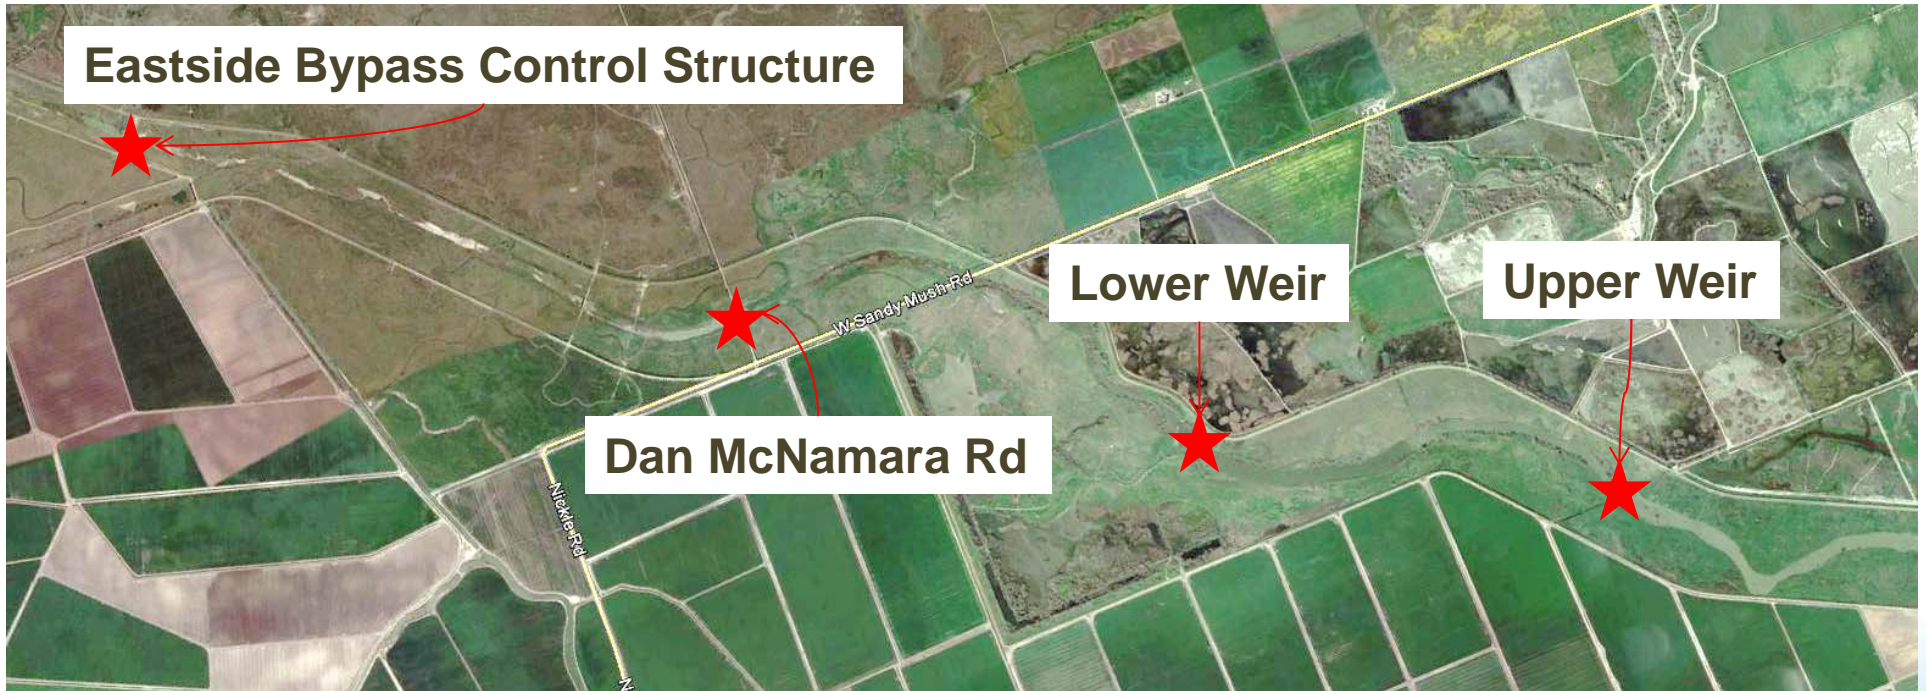 Eastside Bypass Control Structure
W Sandy Mush Rd
Lower Weir
Upper Weir
Dan McNamara Rd
Nickle Rd
N